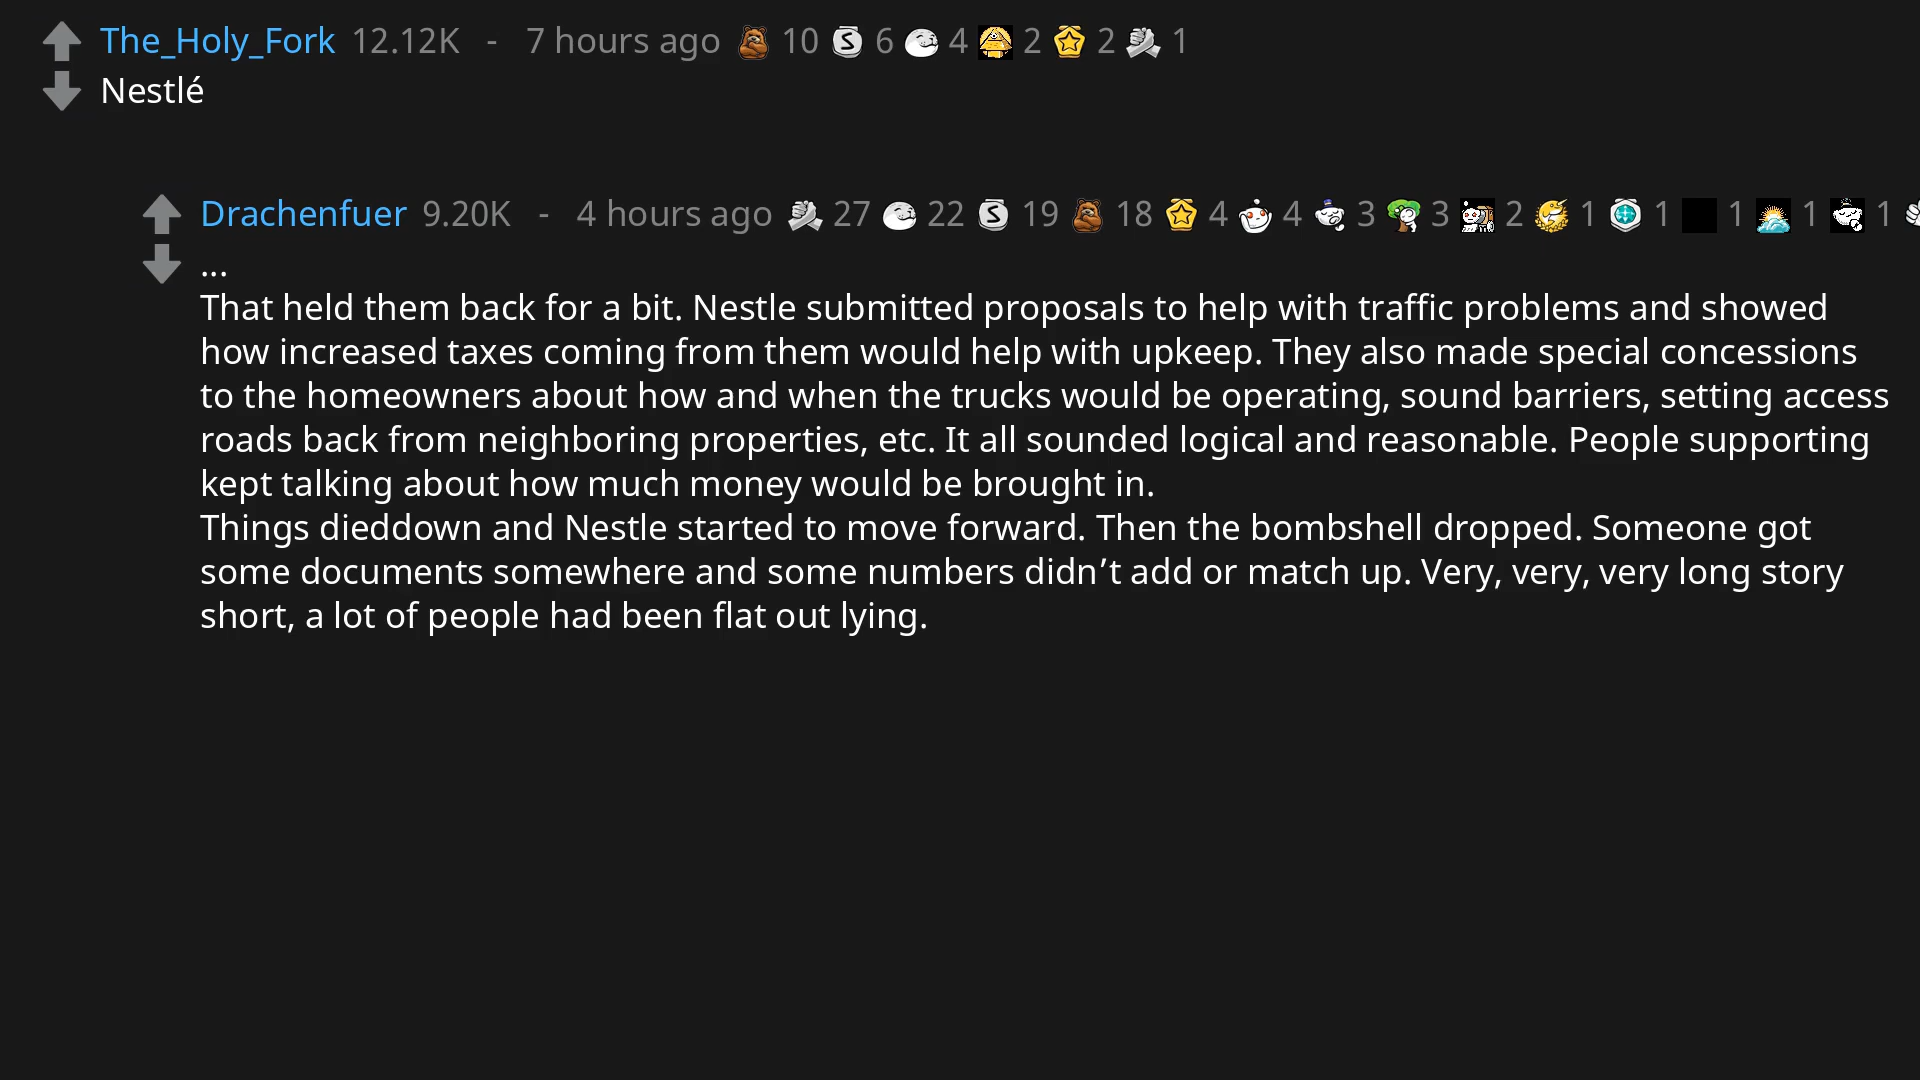 The_Holy_Fork 12.12K - 7 hours ago 10 6 4 2 2 1
Nestlé
Drachenfuer 9.20K - 4 hours ago 27 22 19 18 4 4 3 3 2 1 1 1 1 1
...
That held them back for a bit. Nestle submitted proposals to help with traffic problems and showed
how increased taxes coming from them would help with upkeep. They also made special concessions
to the homeowners about how and when the trucks would be operating, sound barriers, setting access
roads back from neighboring properties, etc. It all sounded logical and reasonable. People supporting
kept talking about how much money would be brought in.
Things dieddown and Nestle started to move forward. Then the bombshell dropped. Someone got
some documents somewhere and some numbers didn’t add or match up. Very, very, very long story
short, a lot of people had been flat out lying.